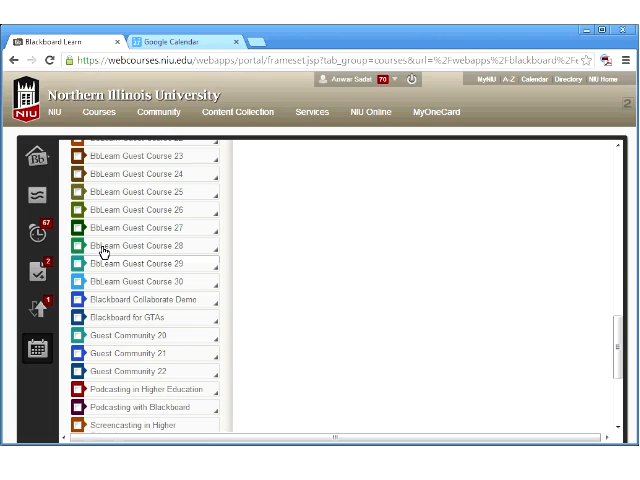 Blackboard Learn
Google Calendar
https://webcourses.niu.edu/webapps/portal/frameset.jsp?tab_group=courses&url=%2Fwebapps%2Fblackboard%2Fe
NIU
Northern Illinois University
Anwar Sadat 70
MyNIU A-Z Calendar Directory NIU Home
NIU Courses Community Content Collection Services NIU Online MyOneCard
2
Bb
67
2
1
BbLearn Guest Course 23
BbLearn Guest Course 24
BbLearn Guest Course 25
BbLearn Guest Course 26
BbLearn Guest Course 27
BbLearn Guest Course 28
BbLearn Guest Course 29
BbLearn Guest Course 30
Blackboard Collaborate Demo
Blackboard for GTAs
Guest Community 20
Guest Community 21
Guest Community 22
Podcasting in Higher Education
Podcasting with Blackboard
Screencasting in Higher